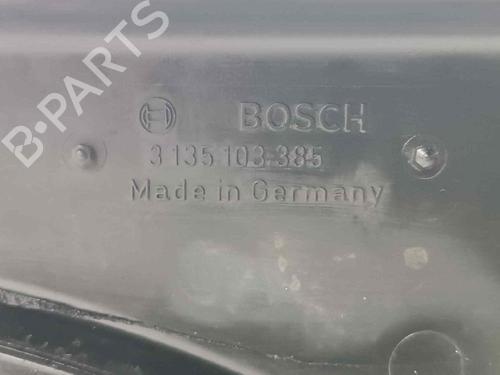 B-PARTS
BOSCH
3 135 103 385
Made in Germany